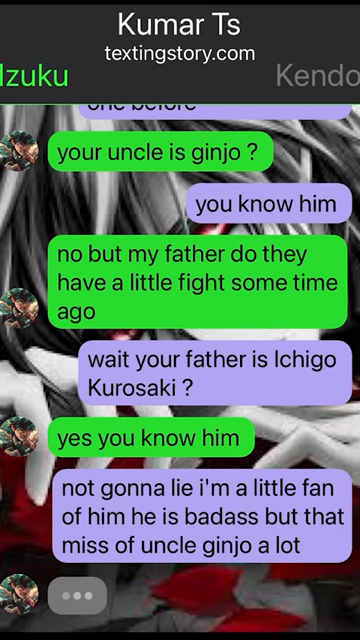 Kumar Ts
textingstory.com
Izuku
Kendo
one before
your uncle is ginjo ?
you know him
no but my father do they
have a little fight some time
ago
wait your father is Ichigo
Kurosaki ?
yes you know him
not gonna lie i'm a little fan
of him he is badass but that
miss of uncle ginjo a lot